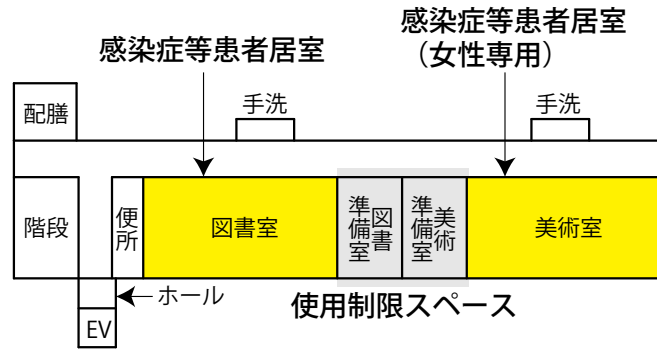 感染症等患者居室
感染症等患者居室
（女性専用）
配膳
手洗
手洗
階段
便所
図書室
図書
準備室
美術
準備室
美術室
ホール
使用制限スペース
EV